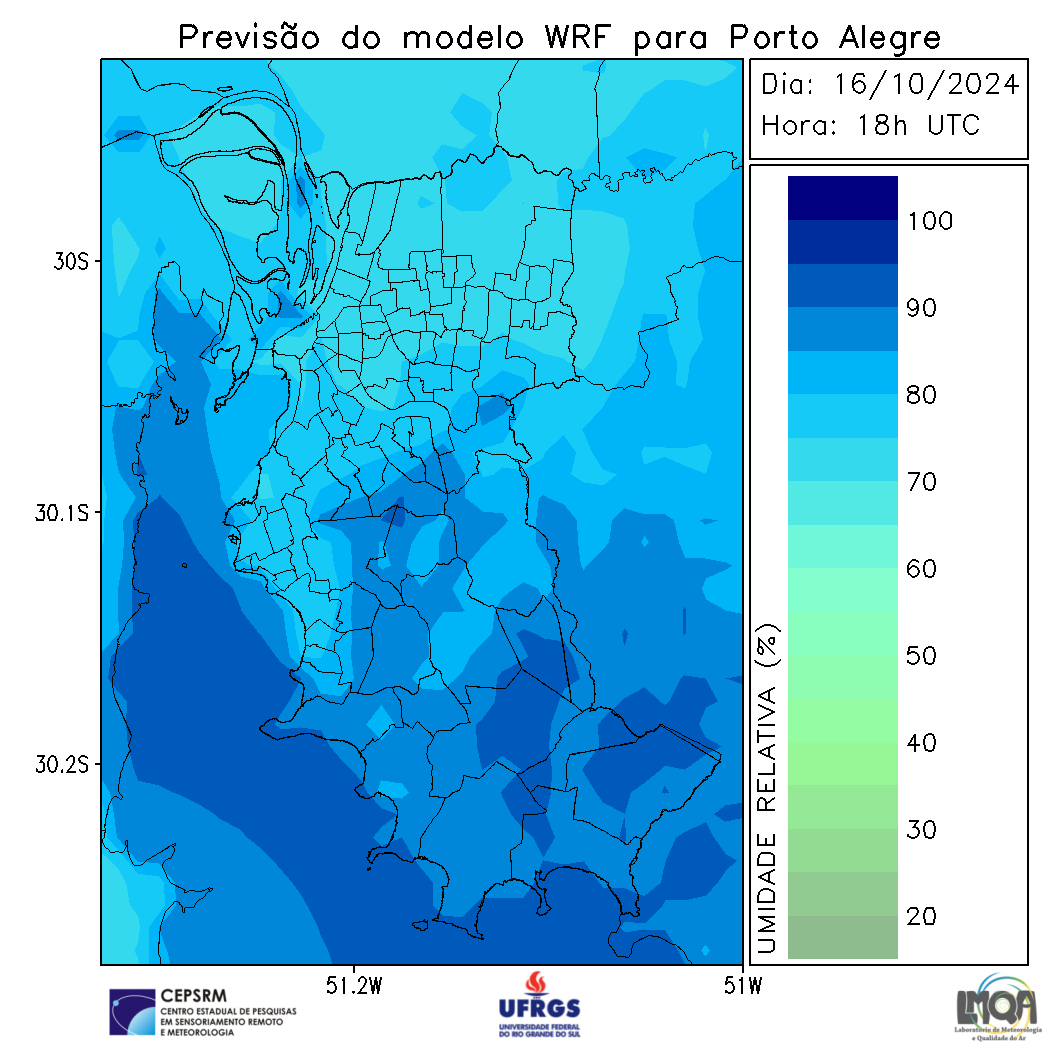 Previsão do modelo WRF para Porto Alegre
Dia: 16/10/2024
Hora: 18h UTC
30S
30.1S
30.2S
51.2W
51W
100
90
80
70
60
50
40
30
20
UMIDADE RELATIVA (%)
CEPSRM
CENTRO ESTADUAL DE PESQUISAS
EM SENSORIAMENTO REMOTO
E METEOROLOGIA
UFRGS
UNIVERSIDADE FEDERAL
DO RIO GRANDE DO SUL
LMQA
Laboratório de Meteorologia
e Qualidade do Ar